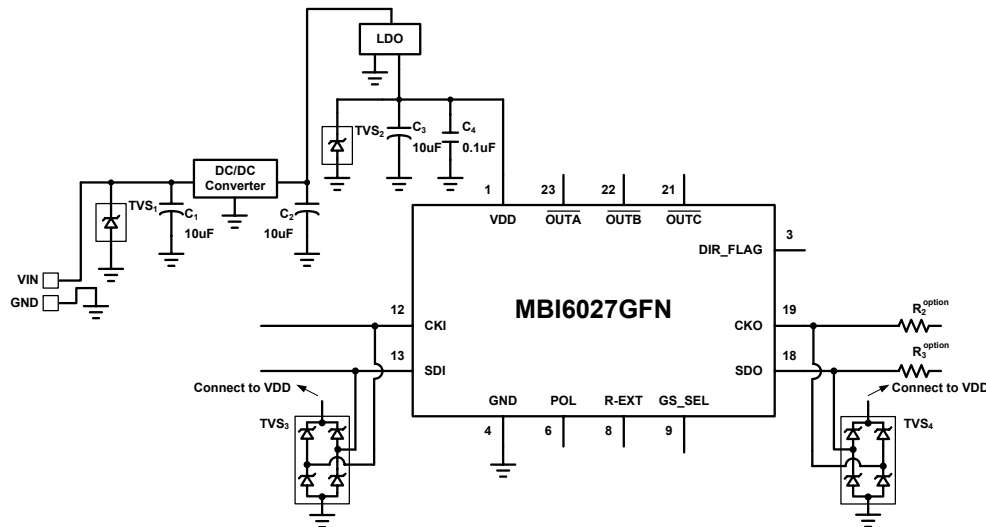 LDO
TVS2
C3
10uF
C4
0.1uF
DC/DC
Converter
TVS1
C1
10uF
C2
10uF
VIN
GND
1
23
22
21
VDD
OUTA
OUTB
OUTC
3
DIR_FLAG
MBI6027GFN
12
CKI
13
SDI
19
CKO
18
SDO
R2option
R3option
Connect to VDD
Connect to VDD
TVS3
TVS4
GND
POL
R-EXT
GS_SEL
4
6
8
9